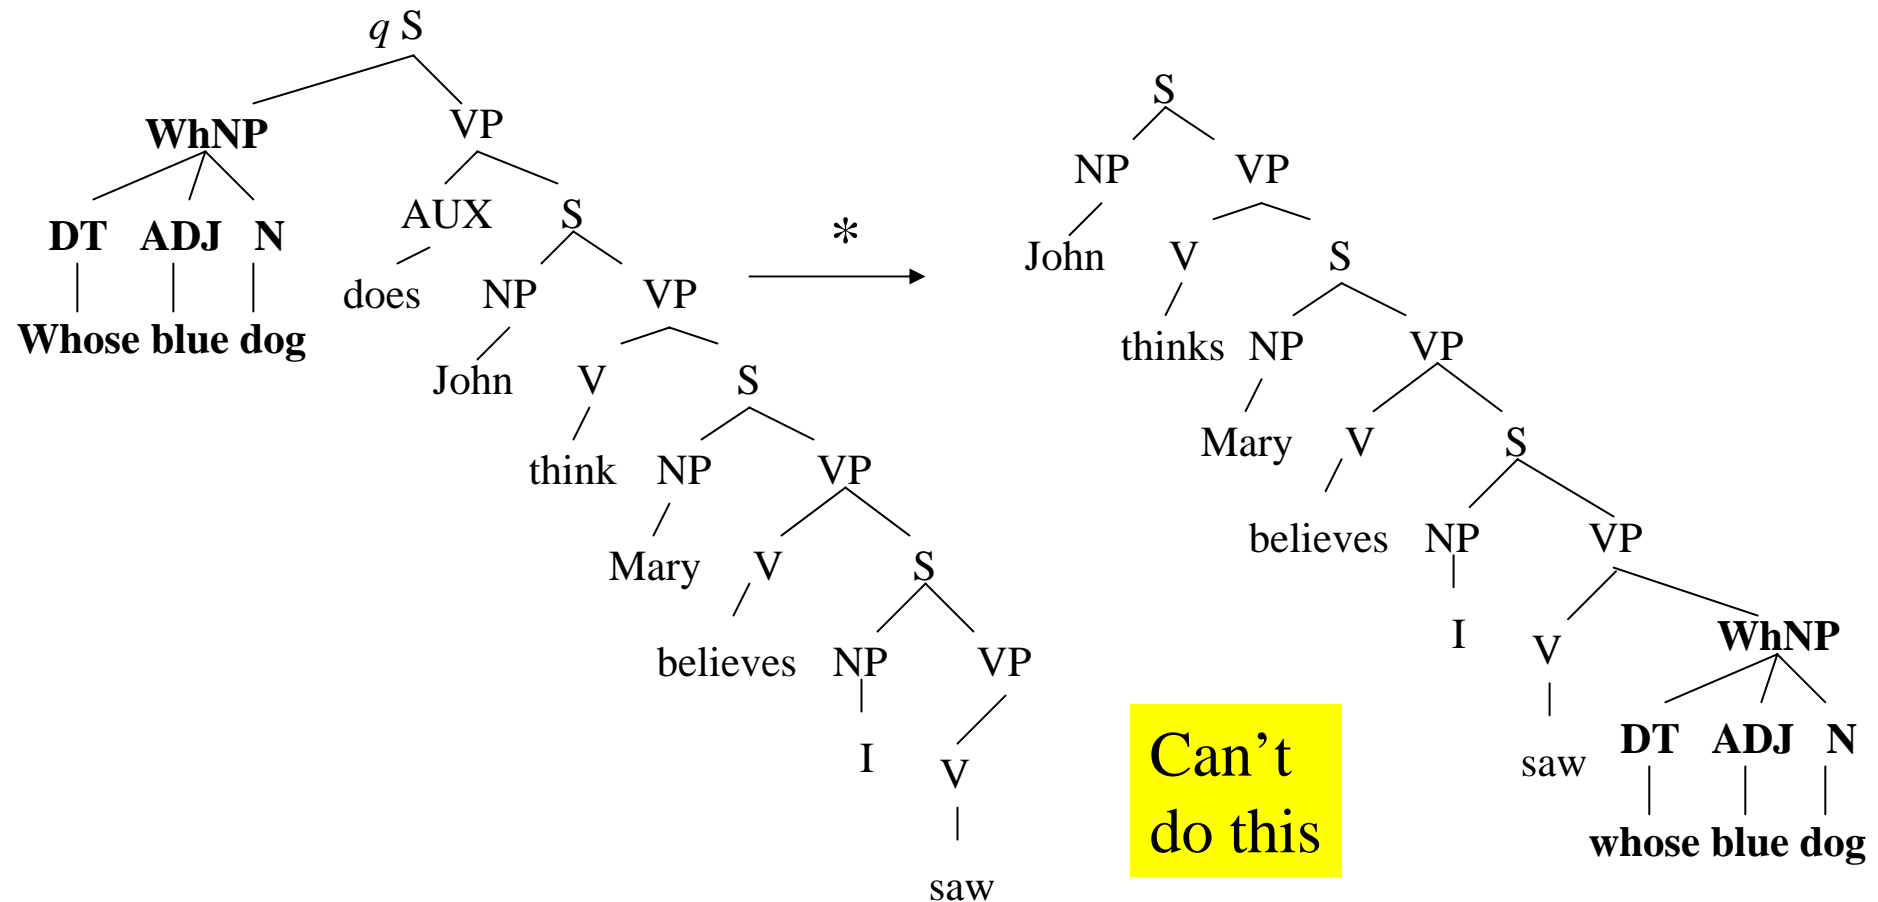 q S
WhNP VP
DT ADJ N AUX S
Whose blue dog does NP VP
John V S
think NP VP
Mary V S
believes NP VP
I V
saw
*
S
NP VP
John V S
thinks NP VP
Mary V S
believes NP VP
I V WhNP
saw DT ADJ N
whose blue dog
Can't
do this